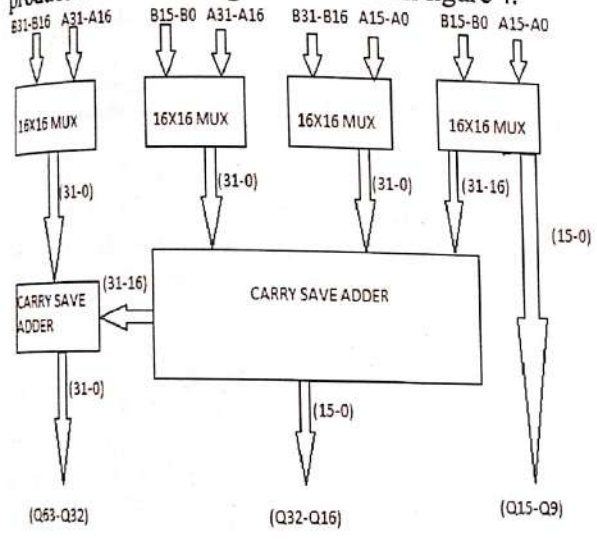 B31-B16 A31-A16 B15-B0 A31-A16 B31-B16 A15-A0 B15-B0 A15-A0
16X16 MUX 16X16 MUX 16X16 MUX 16X16 MUX
(31-0) (31-0) (31-0) (31-16)
(15-0)
(31-16)
CARRY SAVE ADDER
CARRY SAVE
ADDER
(31-0)
(15-0)
(Q63-Q32) (Q32-Q16) (Q15-Q9)